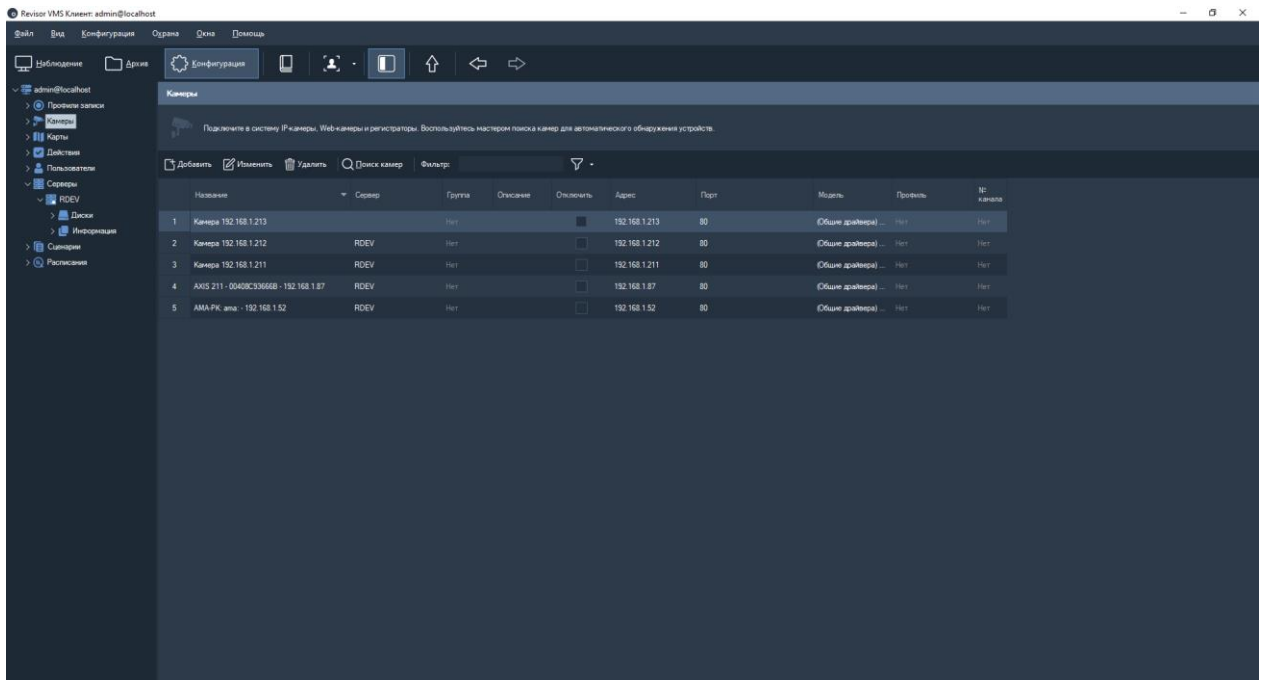 Revisor VMS Клиент: admin@localhost
Файл Вид Конфигурация Охрана Окна Помощь
Наблюдение Архив Конфигурация
admin@localhost
Профили записи
Камеры
Карты
Действия
Пользователи
Серверы
RDEV
Диски
Информация
Сценарии
Расписания
Камеры
Подключите в систему IP-камеры, Web-камеры и регистраторы. Воспользуйтесь мастером поиска камер для автоматического обнаружения устройств.
Добавить Изменить Удалить Поиск камер Фильтр:
Название Сервер Группа Описание Отключить Адрес Порт Модель Профиль № канала
1 Камера 192.168.1.213 Нет 192.168.1.213 80 (Общие драйвера) ... Нет Нет
2 Камера 192.168.1.212 RDEV Нет 192.168.1.212 80 (Общие драйвера) ... Нет Нет
3 Камера 192.168.1.211 RDEV Нет 192.168.1.211 80 (Общие драйвера) ... Нет Нет
4 AXIS 211 - 00408C93666B - 192.168.1.87 RDEV Нет 192.168.1.87 80 (Общие драйвера) ... Нет Нет
5 AMA-PK: ama: - 192.168.1.52 RDEV Нет 192.168.1.52 80 (Общие драйвера) ... Нет Нет